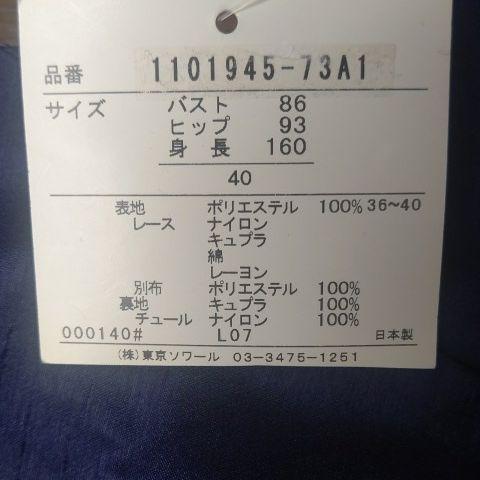 品番 1101945-73A1
サイズ バスト 86
ヒップ 93
身長 160
40
表地 ポリエステル 100% 36~40
レース ナイロン
キュプラ
綿
レーヨン
別布 ポリエステル 100%
裏地 キュプラ 100%
チュール ナイロン 100%
000140# L07 日本製
(株)東京ソワール 03-3475-1251